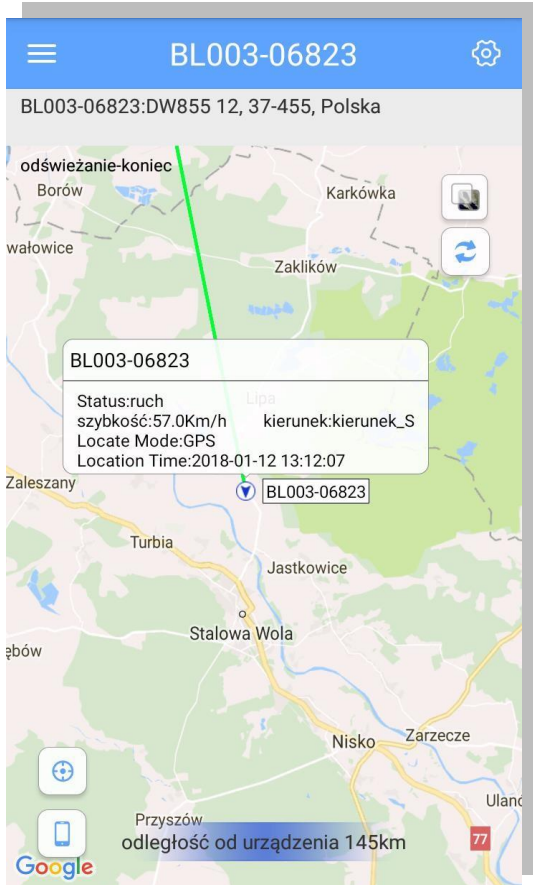 BL003-06823
BL003-06823:DW855 12, 37-455, Polska
odświeżanie-koniec
Borów
Karkówka
wałowice
Zaklików
BL003-06823
Status:ruch
Lipa
szybkość:57.0Km/h kierunek:kierunek_S
Locate Mode:GPS
Location Time:2018-01-12 13:12:07
Zaleszany
BL003-06823
Turbia
Jastkowice
Stalowa Wola
ębów
Nisko
Zarzecze
Ulano
Przyszów
odległość od urządzenia 145km
77
Google